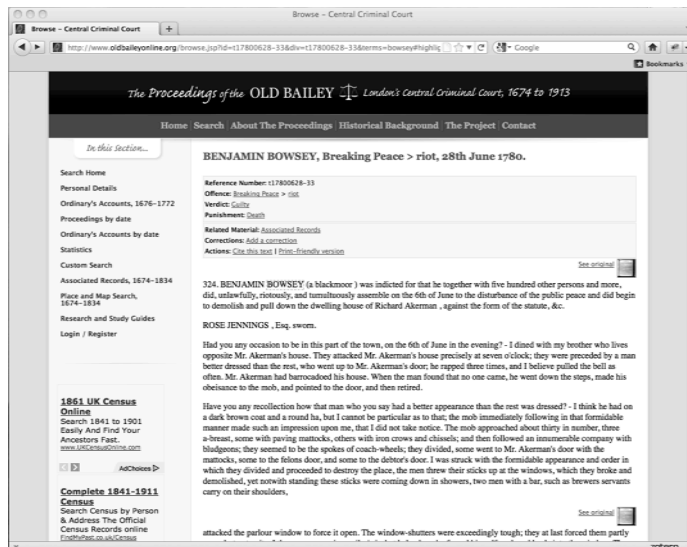 Browse – Central Criminal Court
Browse – Central Criminal Court
http://www.oldbaileyonline.org/browse.jsp?id=t17800628-33&div=t17800628-33&terms=bowsey#highlig
Google
Bookmarks
The Proceedings of the OLD BAILEY London's Central Criminal Court, 1674 to 1913
Home | Search | About The Proceedings | Historical Background | The Project | Contact
In this Section...
Search Home
Personal Details
Ordinary's Accounts, 1676-1772
Proceedings by date
Ordinary's Accounts by date
Statistics
Custom Search
Associated Records, 1674-1834
Place and Map Search,
1674-1834
Research and Study Guides
Login / Register
1861 UK Census
Online
Search 1841 to 1901
Easily And Find Your
Ancestors Fast.
www.UKCensusOnline.com
AdChoices
Complete 1841-1911
Census
Search Census by Person
& Address The Official
Census Records online
FindMyPast.co.uk/Census
BENJAMIN BOWSEY, Breaking Peace > riot, 28th June 1780.
Reference Number: t17800628-33
Offence: Breaking Peace > riot
Verdict: Guilty
Punishment: Death
Related Material: Associated Records
Corrections: Add a correction
Actions: Cite this text | Print-friendly version
See original
324. BENJAMIN BOWSEY (a blackmoor ) was indicted for that he together with five hundred other persons and more,
did, unlawfully, riotously, and tumultuously assemble on the 6th of June to the disturbance of the public peace and did begin
to demolish and pull down the dwelling house of Richard Akerman , against the form of the statute, &c.
ROSE JENNINGS , Esq. sworn.
Had you any occasion to be in this part of the town, on the 6th of June in the evening? - I dined with my brother who lives
opposite Mr. Akerman's house. They attacked Mr. Akerman's house precisely at seven o'clock; they were preceded by a man
better dressed than the rest, who went up to Mr. Akerman's door; he rapped three times, and I believe pulled the bell as
often. Mr. Akerman had barrocadoed his house. When the man found that no one came, he went down the steps, made his
obeisance to the mob, and pointed to the door, and then retired.
Have you any recollection how that man who you say had a better appearance than the rest was dressed? - I think he had on
a dark brown coat and a round ha, but I cannot be particular as to that; the mob immediately following in that formidable
manner made such an impression upon me, that I did not take notice. The mob approached about thirty in number, three
a-breast, some with paving mattocks, others with iron crows and chissels; and then followed an innumerable company with
bludgeons; they seemed to be the spokes of coach-wheels; they divided, some went to Mr. Akerman's door with the
mattocks, some to the felons door, and some to the debtor's door. I was struck with the formidable appearance and order in
which they divided and proceeded to destroy the place, the men threw their sticks up at the windows, which they broke and
demolished, yet notwith standing these sticks were coming down in showers, two men with a bar, such as brewers servants
carry on their shoulders,
See original
attacked the parlour window to force it open. The window-shutters were exceedingly tough; they at last forced them partly
zotero